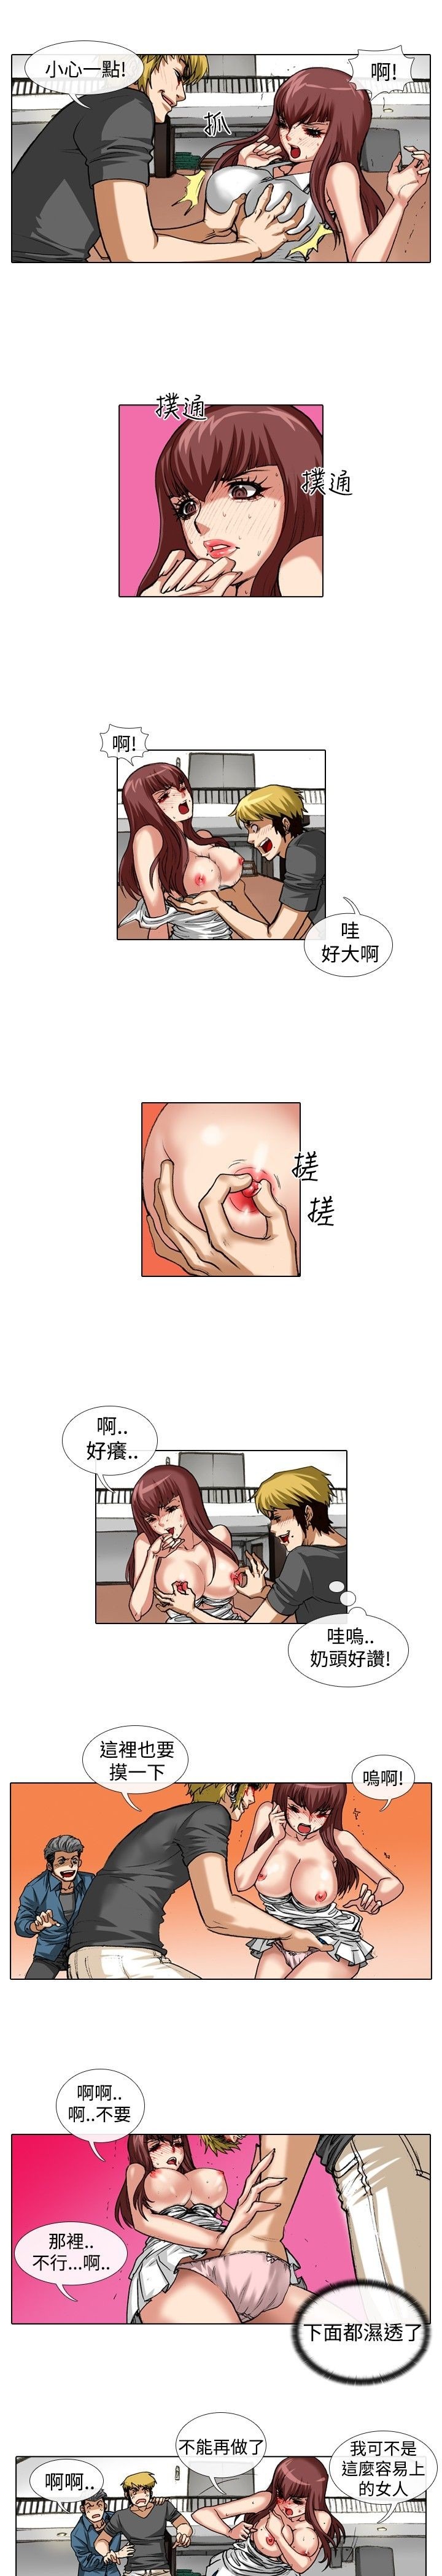 小心一點!
啊!
抓
撲通
撲通
啊!
哇
好大啊
搓
搓
啊..
好癢..
哇嗚..
奶頭好讚!
這裡也要
摸一下
嗚啊!
啊啊..
啊..不要
那裡..
不行...啊..
下面都濕透了
不能再做了
我可不是
這麼容易上
的女人
啊啊..